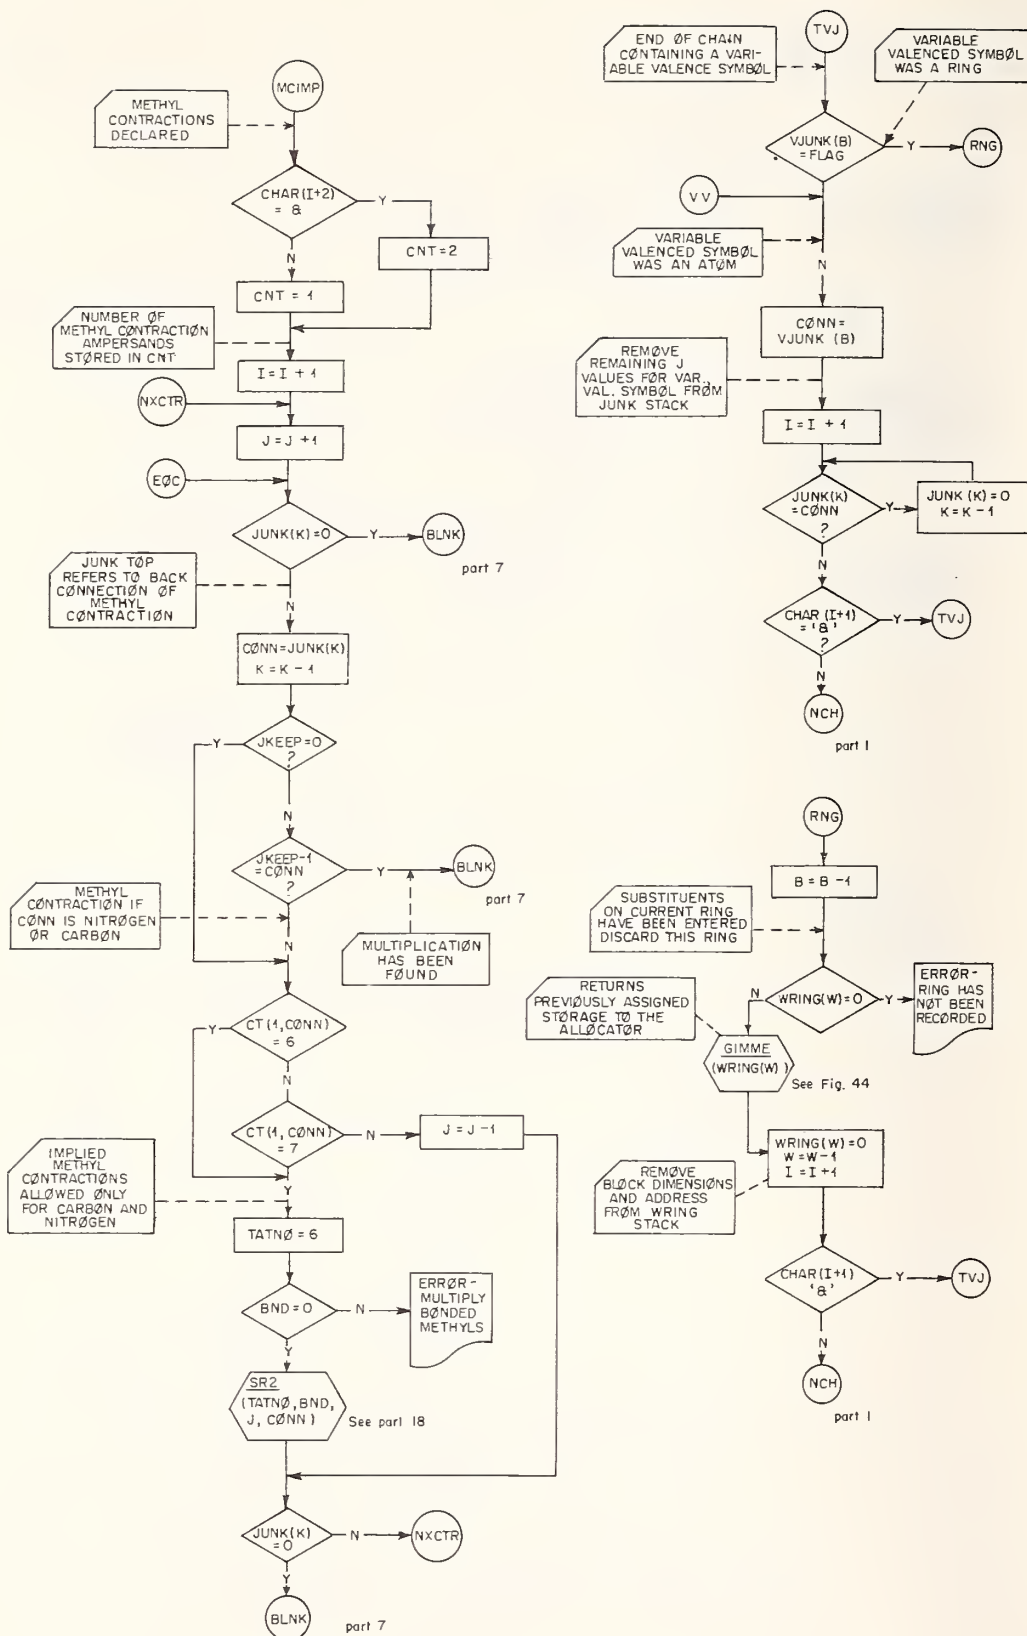 MCIMP
METHYL
CONTRACTIONS
DECLARED
CHAR(I+2)
= &
Y
N
CNT=2
CNT = 1
NUMBER ØF
METHYL CØNTRACTIØN
AMPERSANDS
STØRED IN CNT
I = I + 1
NXCTR
J = J + 1
EØC
JUNK(K)=0
Y
BLNK
part 7
JUNK TØP
REFERS TØ BACK
CØNNECTIØN ØF
METHYL
CØNTRACTIØN
N
CØNN=JUNK(K)
K = K - 1
Y
JKEEP=0
?
N
JKEEP-1
=CØNN
?
Y
BLNK
part 7
METHYL
CØNTRACTIØN IF
CØNN IS NITRØGEN
ØR CARBØN
N
MULTIPLICATIØN
HAS BEEN
FØUND
Y
CT(1,CØNN)
= 6
N
CT(1,CØNN)
= 7
N
J = J - 1
IMPLIED
METHYL
CØNTRACTIØNS
ALLØWED ØNLY
FØR CARBØN AND
NITRØGEN
Y
TATNØ = 6
BND=0
N
ERRØR-
MULTIPLY
BØNDED
METHYLS
Y
SR2
(TATNØ,BND,
J, CØNN)
See part 18
JUNK(K)
=0
N
NXCTR
Y
BLNK
part 7
TVJ
END ØF CHAIN
CØNTAINING A VARI-
ABLE VALENCE SYMBØL
VARIABLE
VALENCED SYMBØL
WAS A RING
VJUNK(B)
=FLAG
Y
RNG
VV
VARIABLE
VALENCED SYMBØL
WAS AN ATØM
N
CØNN=
VJUNK (B)
REMØVE
REMAINING J
VALUES FØR VAR.,
VAL. SYMBØL FRØM
JUNK STACK
I = I + 1
JUNK(K)
=CØNN
?
Y
JUNK (K)=0
K = K-1
N
CHAR (I+1)
= '&'
?
Y
TVJ
N
NCH
part 1
RNG
B = B -1
SUBSTITUENTS
ØN CURRENT RING
HAVE BEEN ENTERED
DISCARD THIS RING
N
WRING(W)=0
Y
ERRØR-
RING HAS
NØT BEEN
RECØRDED
RETURNS
PREVIØUSLY ASSIGNED
STØRAGE TØ THE
ALLØCATØR
GIMME
(WRING(W))
See Fig. 44
WRING(W)=0
W=W-1
I = I+1
REMØVE
BLØCK DIMENSIØNS
AND ADDRESS
FRØM WRING
STACK
CHAR(I+1)
'&'
Y
TVJ
N
NCH
part 1